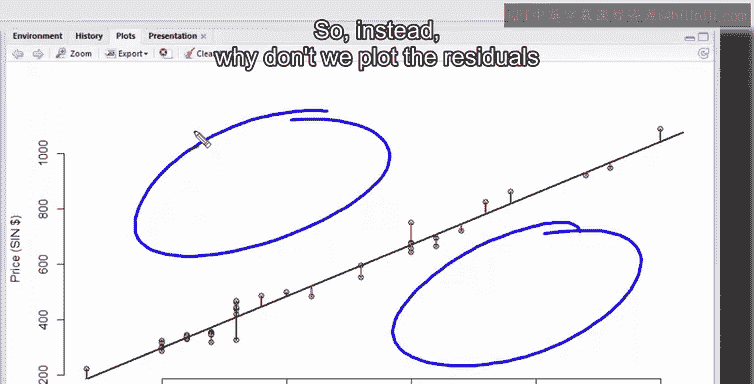 So, instead,
why don't we plot the residuals
Environment History Plots Presentation
Zoom Export Clea
1000
800
600
400
200
Price (SIN $)